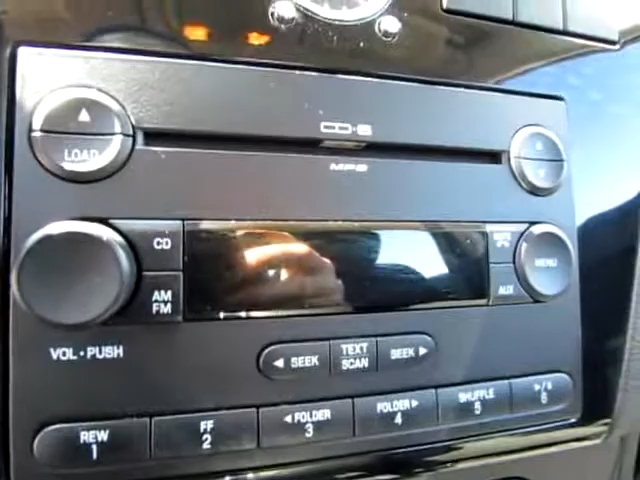 LOAD
MP3
CD
MENU
AM
FM
AUX
VOL • PUSH
◄ SEEK
TEXT
SCAN
SEEK ►
REW
1
FF
2
◄ FOLDER
3
FOLDER ►
4
SHUFFLE
5
6